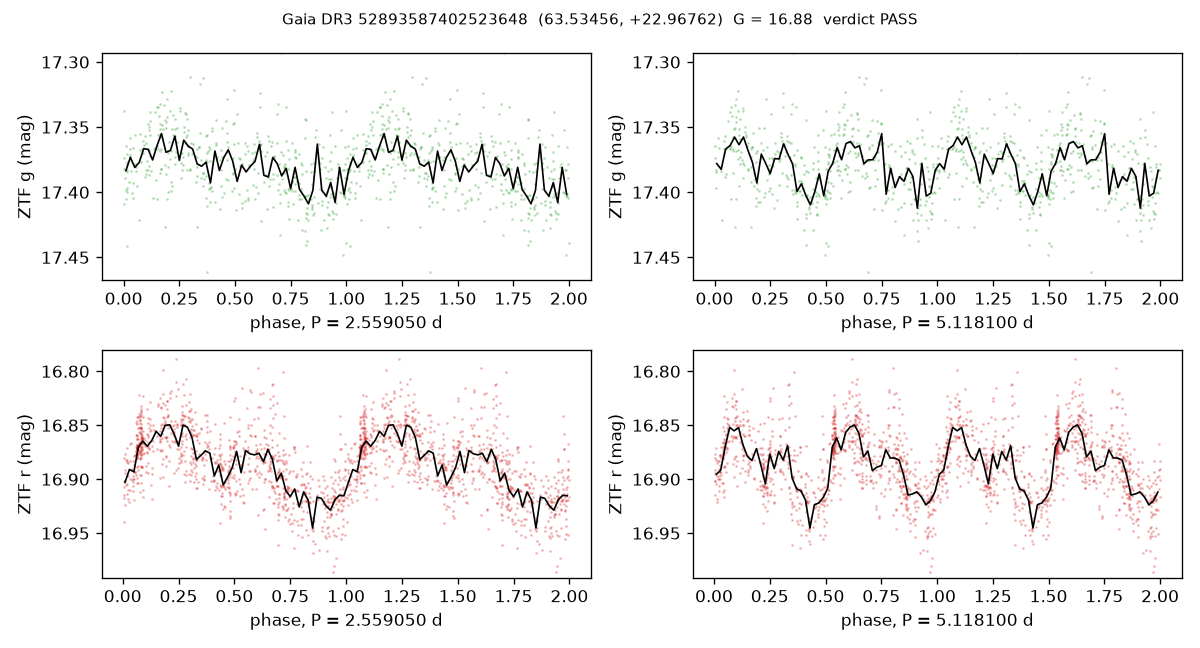 Gaia DR3 52893587402523648  (63.53456, +22.96762)  G = 16.88  verdict PASS
17.30
17.35
17.40
17.45
ZTF g (mag)
0.00 0.25 0.50 0.75 1.00 1.25 1.50 1.75 2.00
phase, P = 2.559050 d
17.30
17.35
17.40
17.45
ZTF g (mag)
0.00 0.25 0.50 0.75 1.00 1.25 1.50 1.75 2.00
phase, P = 5.118100 d
16.80
16.85
16.90
16.95
ZTF r (mag)
0.00 0.25 0.50 0.75 1.00 1.25 1.50 1.75 2.00
phase, P = 2.559050 d
16.80
16.85
16.90
16.95
ZTF r (mag)
0.00 0.25 0.50 0.75 1.00 1.25 1.50 1.75 2.00
phase, P = 5.118100 d